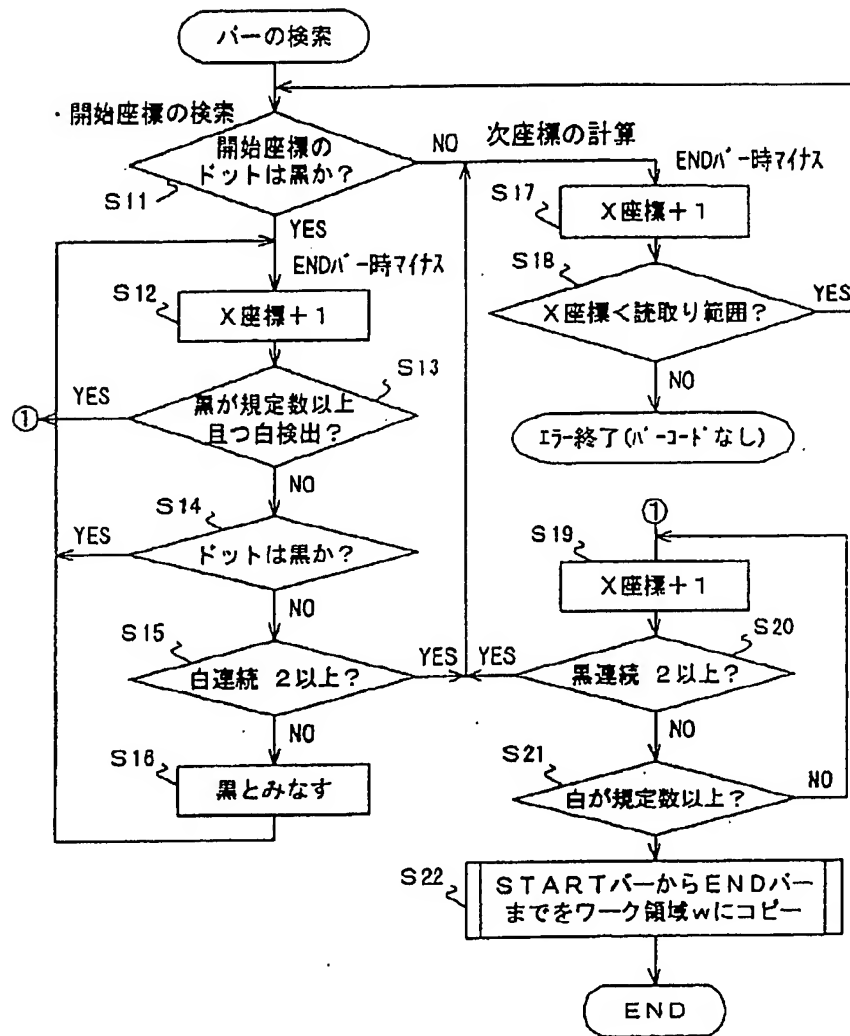 バーの検索
・開始座標の検索
開始座標の
ドットは黒か?
S11
NO
次座標の計算
YES
ENDバー時マイナス
S17
X座標+1
S18
X座標<読取り範囲?
YES
NO
エラー終了(バーコードなし)
ENDバー時マイナス
S12
X座標+1
S13
YES
①
黒が規定数以上
且つ白検出?
NO
S14
YES
ドットは黒か?
NO
S15
白連続 2以上?
YES
NO
S16
黒とみなす
①
S19
X座標+1
S20
YES
黒連続 2以上?
NO
S21
白が規定数以上?
NO
S22
STARTバーからENDバー
までをワーク領域wにコピー
END